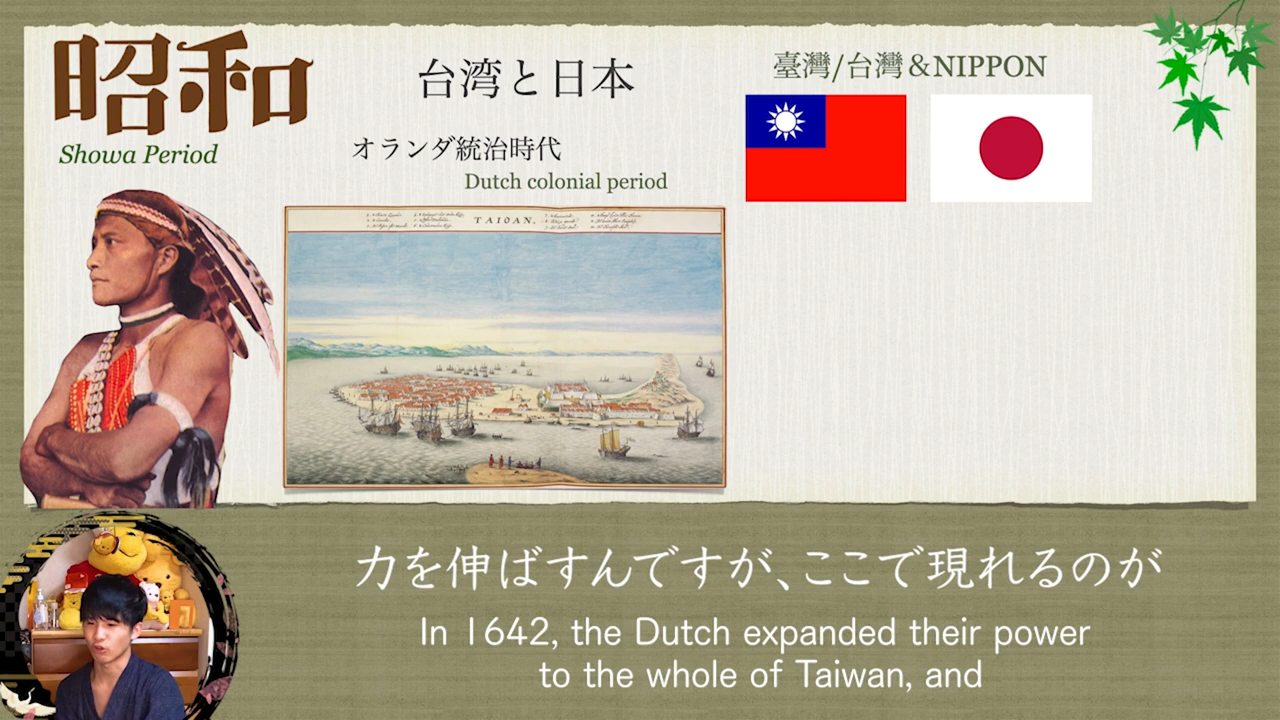 昭和
Showa Period
台湾と日本
オランダ統治時代
Dutch colonial period
臺灣/台灣&NIPPON
TAIOAN.
力を伸ばすんですが、ここで現れるのが
In 1642, the Dutch expanded their power
to the whole of Taiwan, and